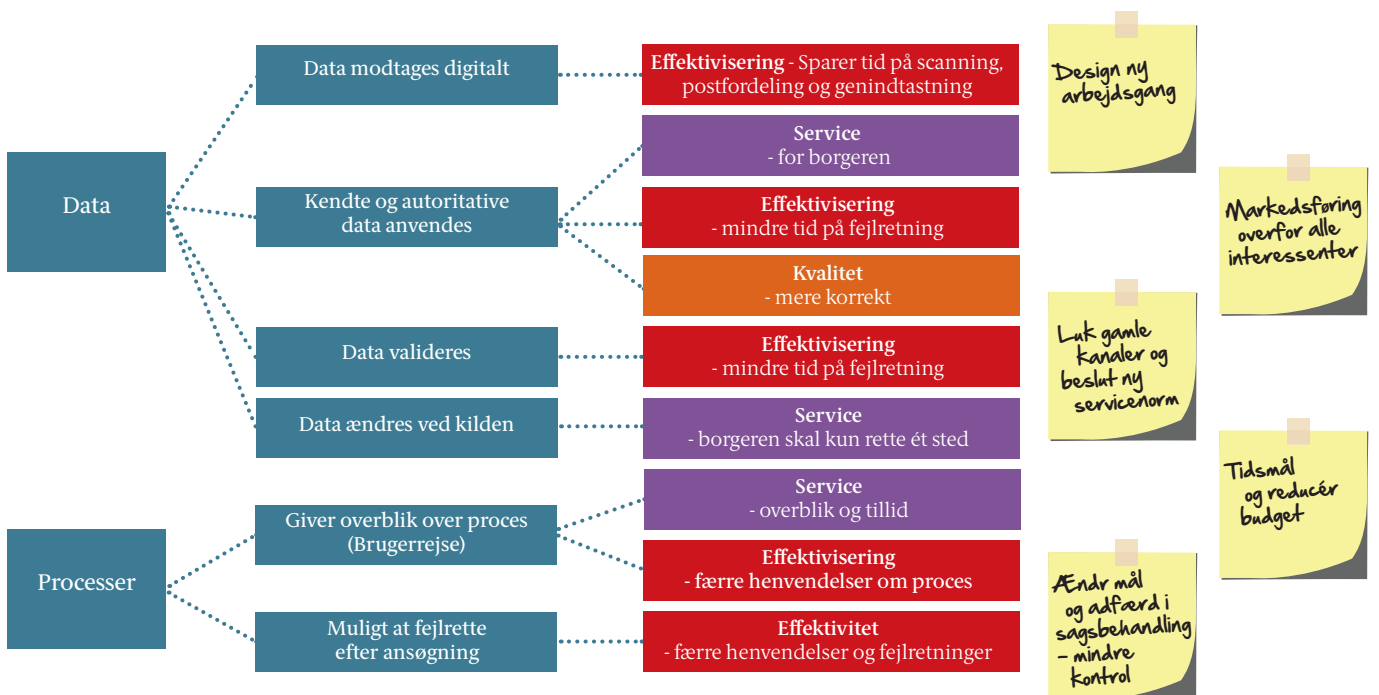 Data
Data modtages digitalt
Effektivisering - Sparer tid på scanning,
postfordeling og genindtastning
Kendte og autoritative
data anvendes
Service
- for borgeren
Effektivisering
- mindre tid på fejlretning
Kvalitet
- mere korrekt
Data valideres
Effektivisering
- mindre tid på fejlretning
Data ændres ved kilden
Service
- borgeren skal kun rette ét sted
Processer
Giver overblik over proces
(Brugerrejse)
Service
- overblik og tillid
Effektivisering
- færre henvendelser om proces
Muligt at fejlrette
efter ansøgning
Effektivitet
- færre henvendelser og fejlretninger
Design ny
arbejdsgang
Markedsføring
overfor alle
interessenter
Luk gamle
kanaler og
beslut ny
servicenorm
Tidsmål
og reducér
budget
Ændr mål
og adfærd i
sagsbehandling
– mindre
kontrol